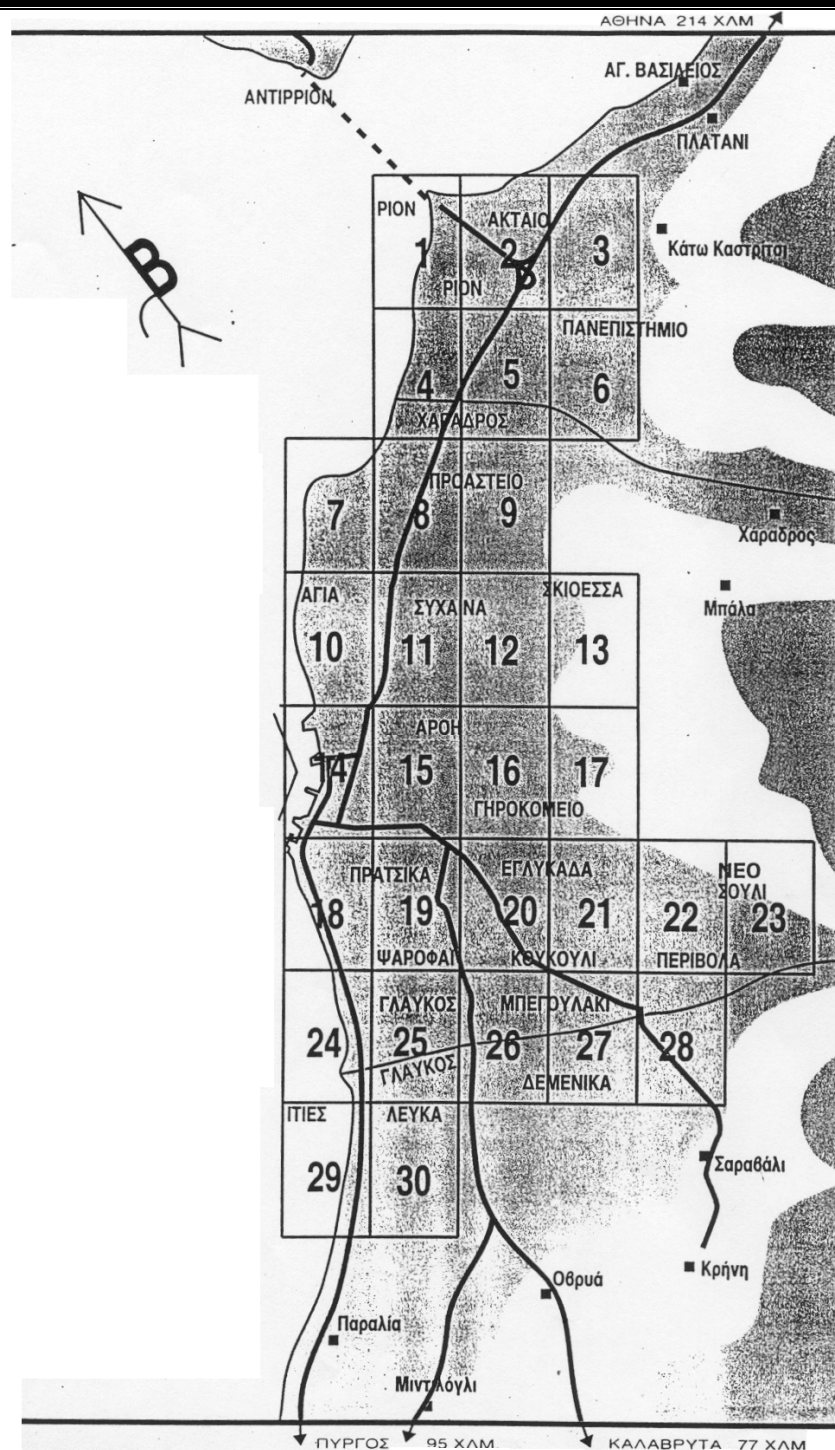 ΑΘΗΝΑ 214 ΧΛΜ
ΑΓ. ΒΑΣΙΛΕΙΟΣ
ΑΝΤΙΡΡΙΟΝ
ΠΛΑΤΑΝΙ
Β
ΡΙΟΝ
ΑΚΤΑΙΟ
1
2
3
Κάτω Καστρίτσι
ΡΙΟΝ
ΠΑΝΕΠΙΣΤΗΜΙΟ
4
5
6
ΧΑΡΑΔΡΟΣ
ΠΡΟΑΣΤΕΙΟ
7
8
9
Χάραδρος
ΑΓΙΑ
ΣΥΧΑΙΝΑ
ΣΚΙΟΕΣΣΑ
Μπάλα
10
11
12
13
ΑΡΟΗ
14
15
16
17
ΓΗΡΟΚΟΜΕΙΟ
ΠΡΑΤΣΙΚΑ
ΕΓΛΥΚΑΔΑ
ΝΕΟ
ΣΟΥΛΙ
18
19
20
21
22
23
ΨΑΡΟΦΑΙ
ΚΟΥΚΟΥΛΙ
ΠΕΡΙΒΟΛΑ
ΓΛΑΥΚΟΣ
ΜΠΕΓΟΥΛΑΚΙ
24
25
26
27
28
ΓΛΑΥΚΟΣ
ΔΕΜΕΝΙΚΑ
ΙΤΙΕΣ
ΛΕΥΚΑ
29
30
Σαραβάλι
Κρήνη
Οβρυά
Παραλία
Μιντιλόγλι
ΠΥΡΓΟΣ 95 ΧΛΜ.
ΚΑΛΑΒΡΥΤΑ 77 ΧΛΜ